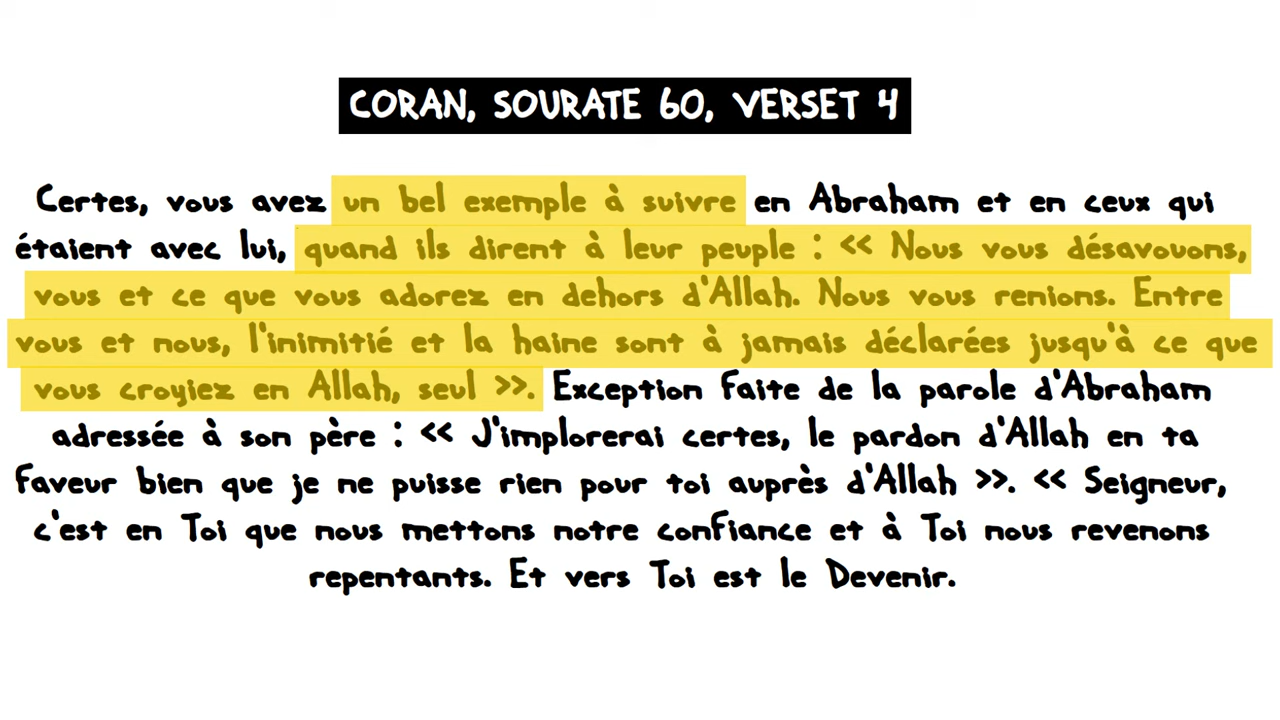 CORAN, SOURATE 60, VERSET 4
Certes, vous avez un bel exemple à suivre en Abraham et en ceux qui
étaient avec lui, quand ils dirent à leur peuple : << Nous vous désavouons,
vous et ce que vous adorez en dehors d'Allah. Nous vous renions. Entre
vous et nous, l'inimitié et la haine sont à jamais déclarées jusqu'à ce que
vous croyiez en Allah, seul >>. Exception faite de la parole d'Abraham
adressée à son père : << J'implorerai certes, le pardon d'Allah en ta
faveur bien que je ne puisse rien pour toi auprès d'Allah >>. << Seigneur,
c'est en Toi que nous mettons notre confiance et à Toi nous revenons
repentants. Et vers Toi est le Devenir.